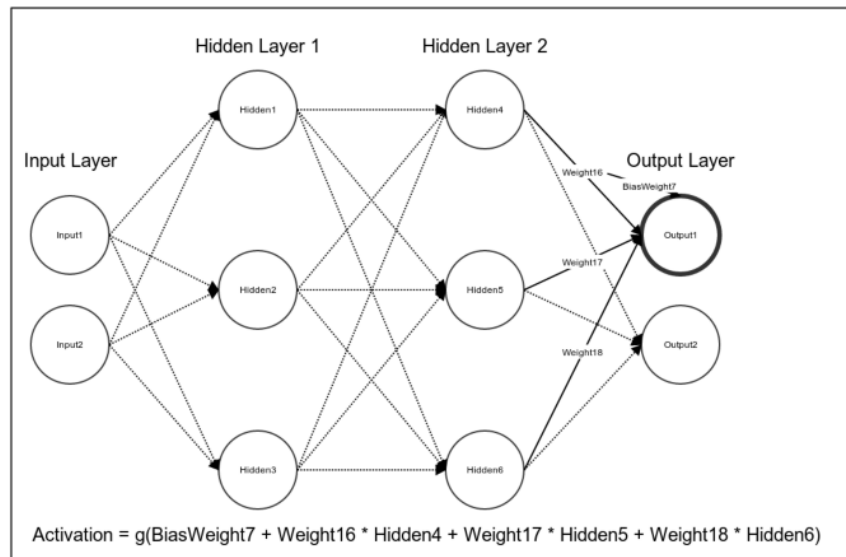 Hidden Layer 1
Hidden Layer 2
Hidden1
Hidden4
Input Layer
Output Layer
Weight16
BiasWeight7
Input1
Output1
Weight17
Hidden2
Hidden5
Input2
Output2
Weight18
Hidden3
Hidden6
Activation = g(BiasWeight7 + Weight16 * Hidden4 + Weight17 * Hidden5 + Weight18 * Hidden6)